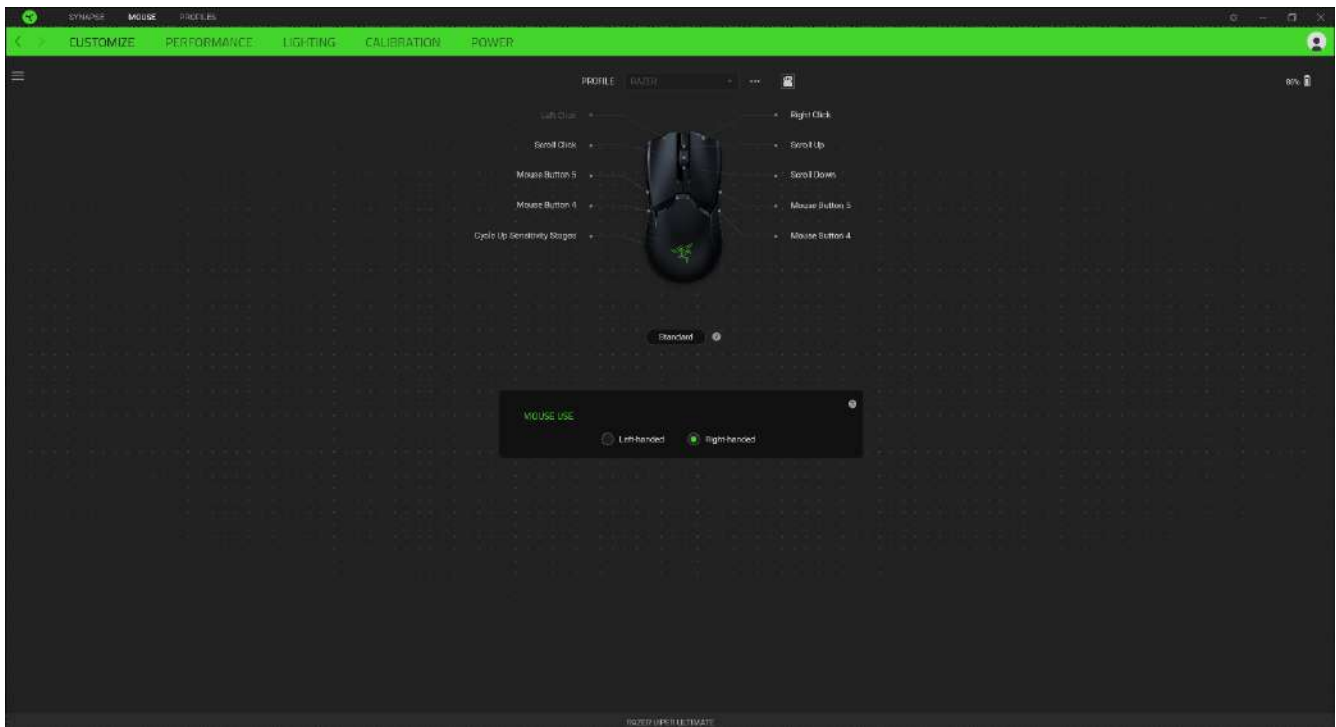 SYNAPSE MOUSE PROFILES
CUSTOMIZE PERFORMANCE LIGHTING CALIBRATION POWER
PROFILE RAZER
Left Click Right Click
Scroll Click Scroll Up
Mouse Button 5 Scroll Down
Mouse Button 4 Mouse Button 5
Cycle Up Sensitivity Stages Mouse Button 4
Standard
MOUSE USE
Left-handed Right-handed
RAZER VIPER ULTIMATE